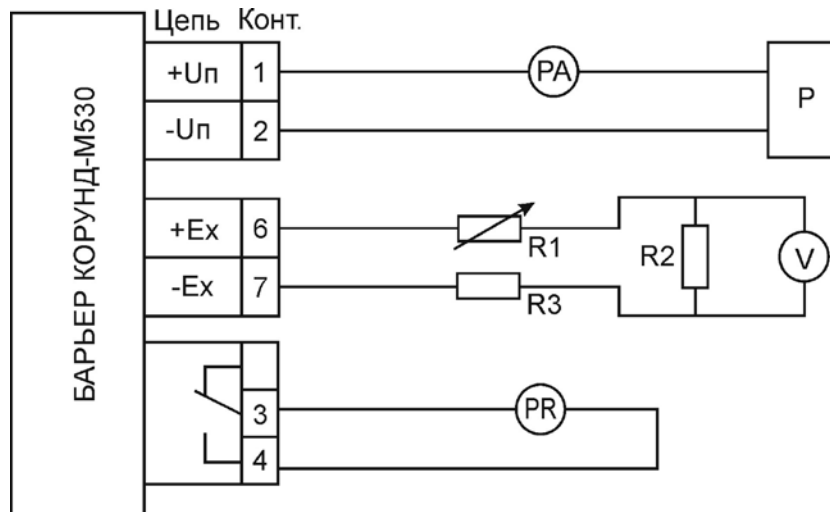 Цепь Конт.
БАРЬЕР КОРУНД-М530
+Uп 1
PA
P
-Uп 2
+Ex 6
R1
R2
V
-Ex 7
R3
3
PR
4